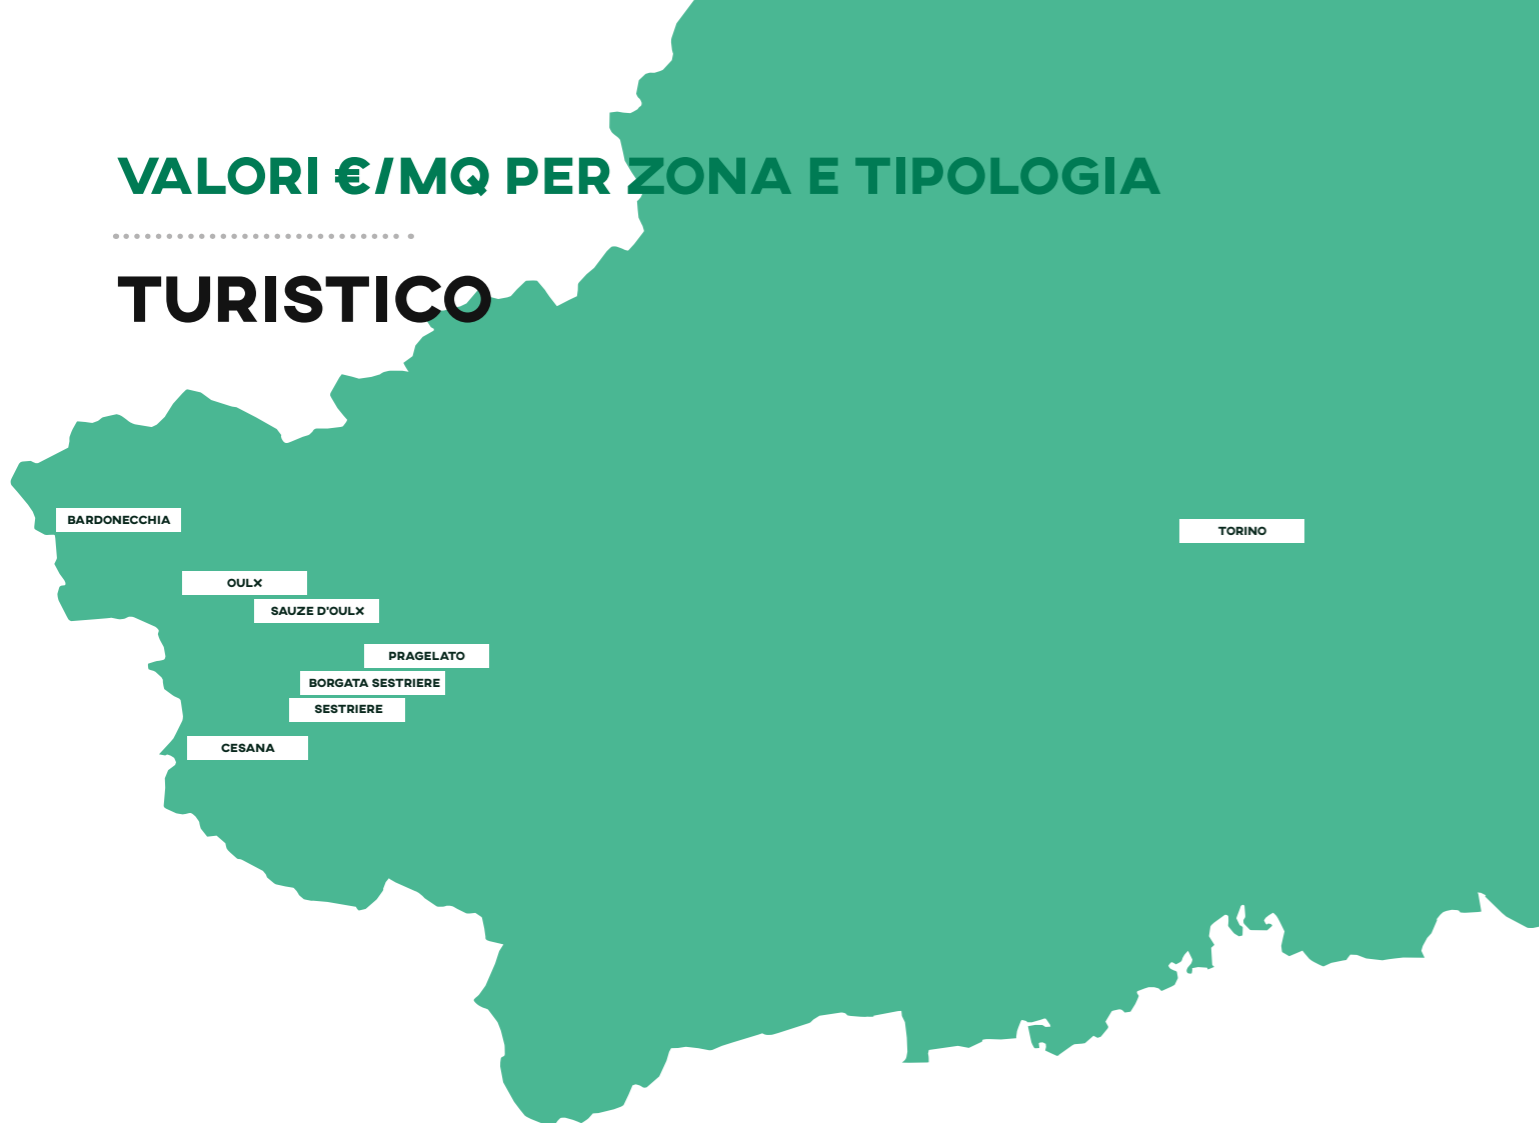 VALORI €/MQ PER ZONA E TIPOLOGIA
TURISTICO
BARDONECCHIA
TORINO
OULX
SAUZE D'OULX
PRAGELATO
BORGATA SESTRIERE
SESTRIERE
CESANA